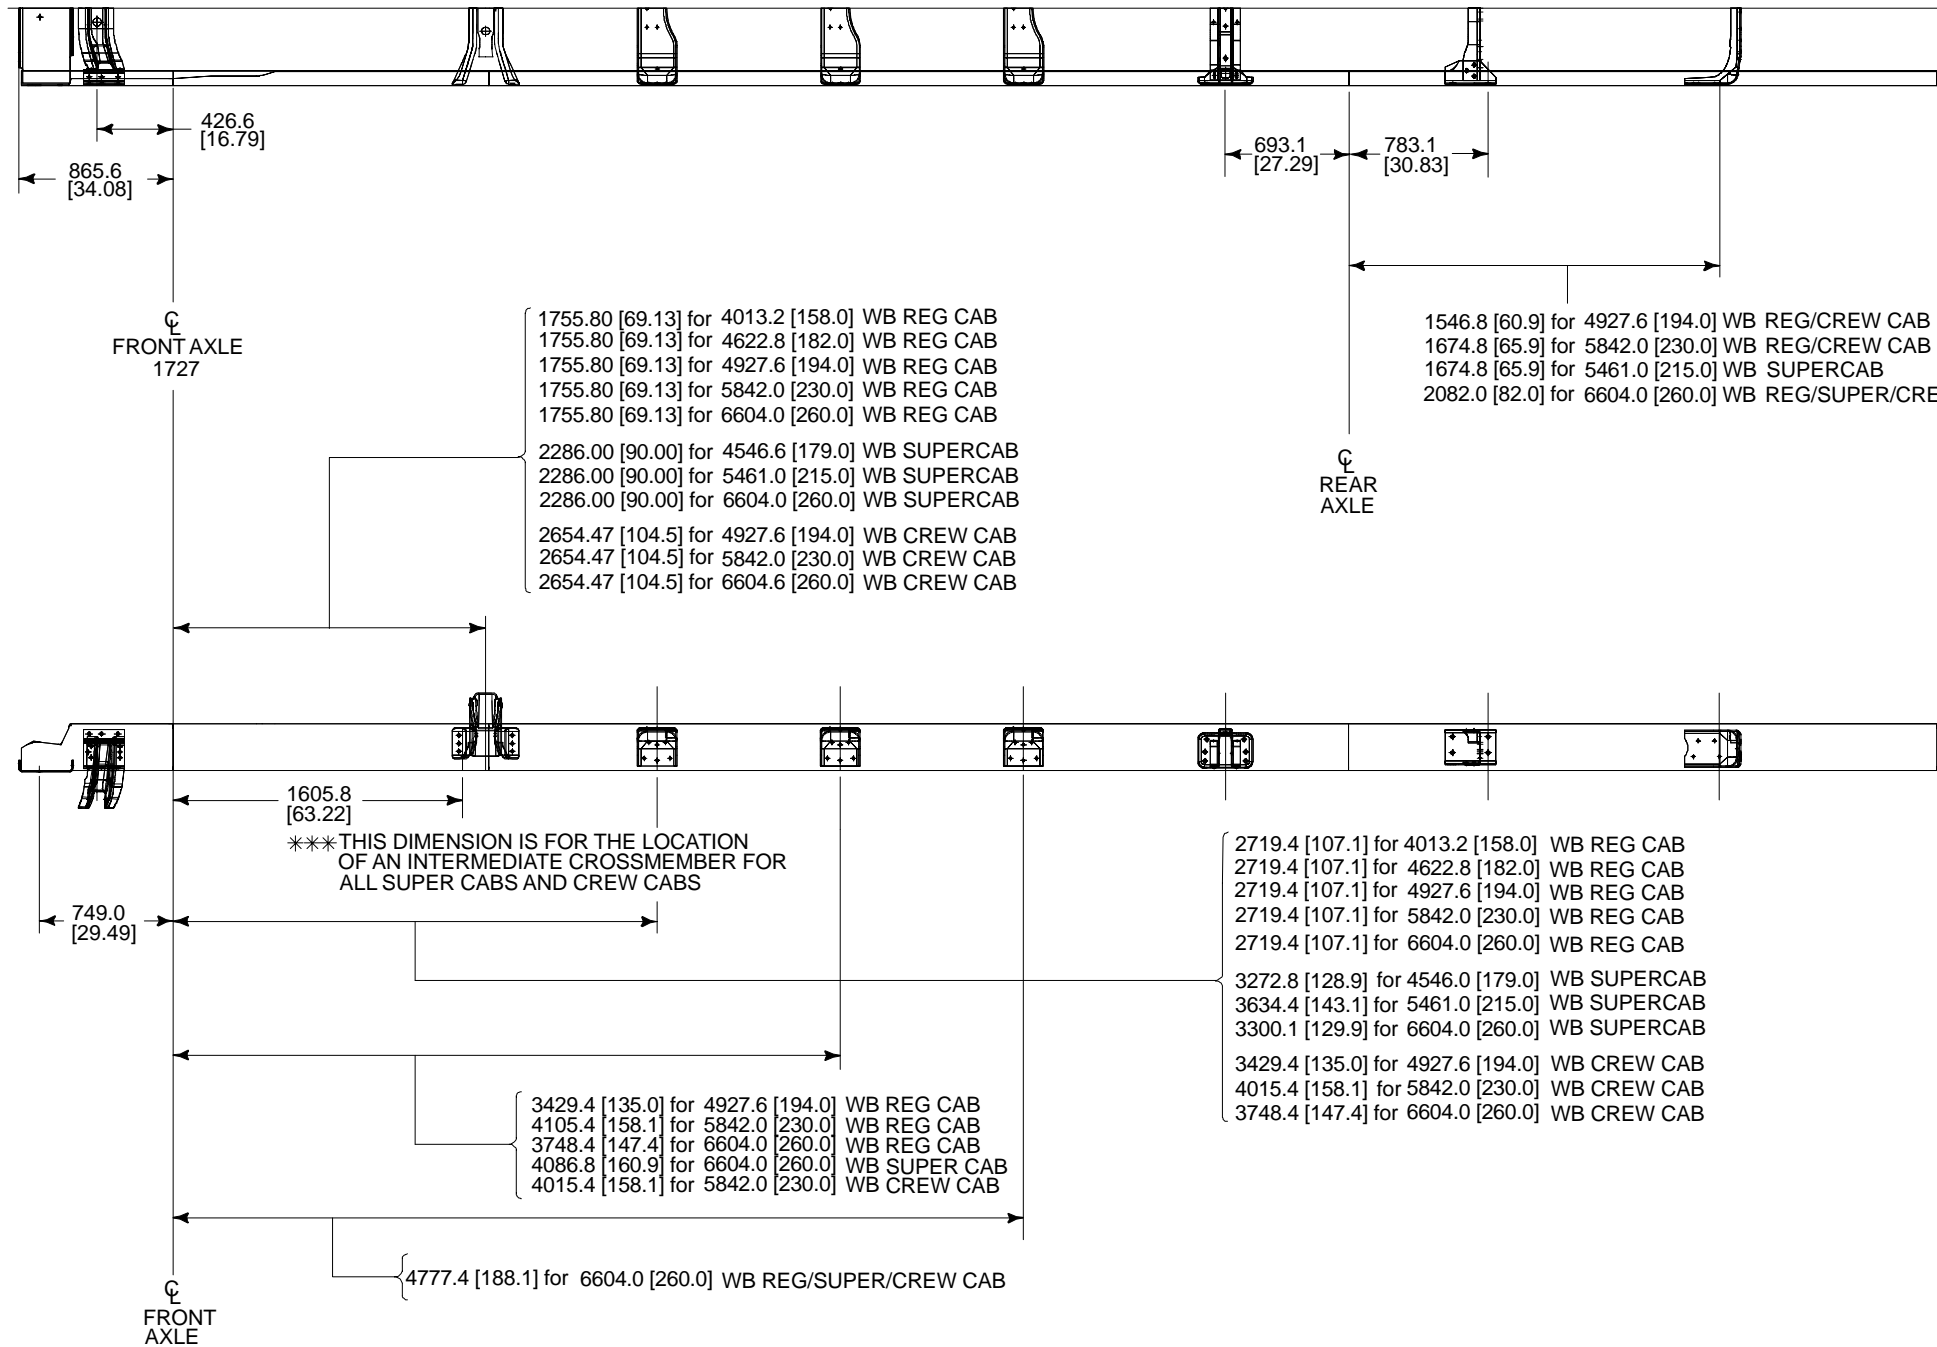 426.6
[16.79]
865.6
[34.08]
693.1
[27.29]
783.1
[30.83]
℄
FRONT AXLE
1727
1755.80 [69.13] for 4013.2 [158.0] WB REG CAB
1755.80 [69.13] for 4622.8 [182.0] WB REG CAB
1755.80 [69.13] for 4927.6 [194.0] WB REG CAB
1755.80 [69.13] for 5842.0 [230.0] WB REG CAB
1755.80 [69.13] for 6604.0 [260.0] WB REG CAB
2286.00 [90.00] for 4546.6 [179.0] WB SUPERCAB
2286.00 [90.00] for 5461.0 [215.0] WB SUPERCAB
2286.00 [90.00] for 6604.0 [260.0] WB SUPERCAB
2654.47 [104.5] for 4927.6 [194.0] WB CREW CAB
2654.47 [104.5] for 5842.0 [230.0] WB CREW CAB
2654.47 [104.5] for 6604.6 [260.0] WB CREW CAB
1546.8 [60.9] for 4927.6 [194.0] WB REG/CREW CAB
1674.8 [65.9] for 5842.0 [230.0] WB REG/CREW CAB
1674.8 [65.9] for 5461.0 [215.0] WB SUPERCAB
2082.0 [82.0] for 6604.0 [260.0] WB REG/SUPER/CRE
℄
REAR
AXLE
1605.8
[63.22]
***THIS DIMENSION IS FOR THE LOCATION
OF AN INTERMEDIATE CROSSMEMBER FOR
ALL SUPER CABS AND CREW CABS
749.0
[29.49]
2719.4 [107.1] for 4013.2 [158.0] WB REG CAB
2719.4 [107.1] for 4622.8 [182.0] WB REG CAB
2719.4 [107.1] for 4927.6 [194.0] WB REG CAB
2719.4 [107.1] for 5842.0 [230.0] WB REG CAB
2719.4 [107.1] for 6604.0 [260.0] WB REG CAB
3272.8 [128.9] for 4546.0 [179.0] WB SUPERCAB
3634.4 [143.1] for 5461.0 [215.0] WB SUPERCAB
3300.1 [129.9] for 6604.0 [260.0] WB SUPERCAB
3429.4 [135.0] for 4927.6 [194.0] WB CREW CAB
4015.4 [158.1] for 5842.0 [230.0] WB CREW CAB
3748.4 [147.4] for 6604.0 [260.0] WB CREW CAB
3429.4 [135.0] for 4927.6 [194.0] WB REG CAB
4105.4 [158.1] for 5842.0 [230.0] WB REG CAB
3748.4 [147.4] for 6604.0 [260.0] WB REG CAB
4086.8 [160.9] for 6604.0 [260.0] WB SUPER CAB
4015.4 [158.1] for 5842.0 [230.0] WB CREW CAB
4777.4 [188.1] for 6604.0 [260.0] WB REG/SUPER/CREW CAB
℄
FRONT
AXLE